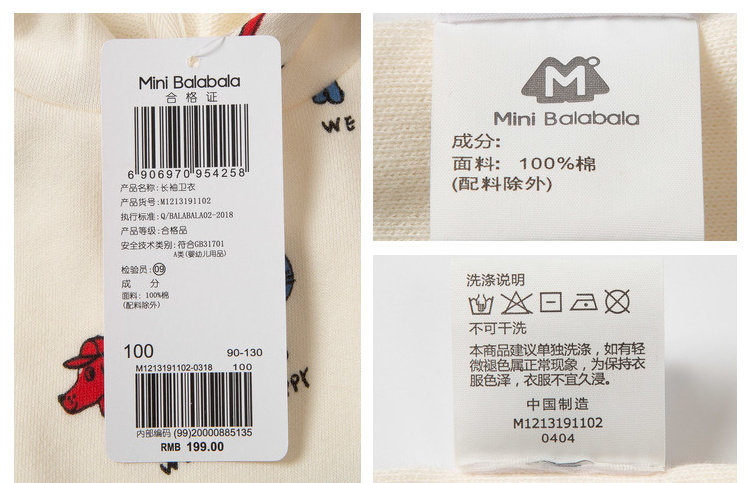 Mini Balabala
合格证
6 906970 954258
产品名称: 长袖卫衣
产品货号: M1213191102
执行标准: Q/BALABALA02-2018
产品等级: 合格品
安全技术类别: 符合GB31701
A类(婴幼儿用品)
检验员: 09
成 分
面料: 100%棉
(配料除外)
100 90-130
M1213191102-0318 100
内部编码 (99)20000885135
RMB 199.00
WE
PY
W
M
Mini Balabala
成分:
面料: 100%棉
(配料除外)
洗涤说明
不可干洗
本商品建议单独洗涤，如有轻
微褪色属正常现象，为保持衣
服色泽，衣服不宜久浸。
中国制造
M1213191102
0404